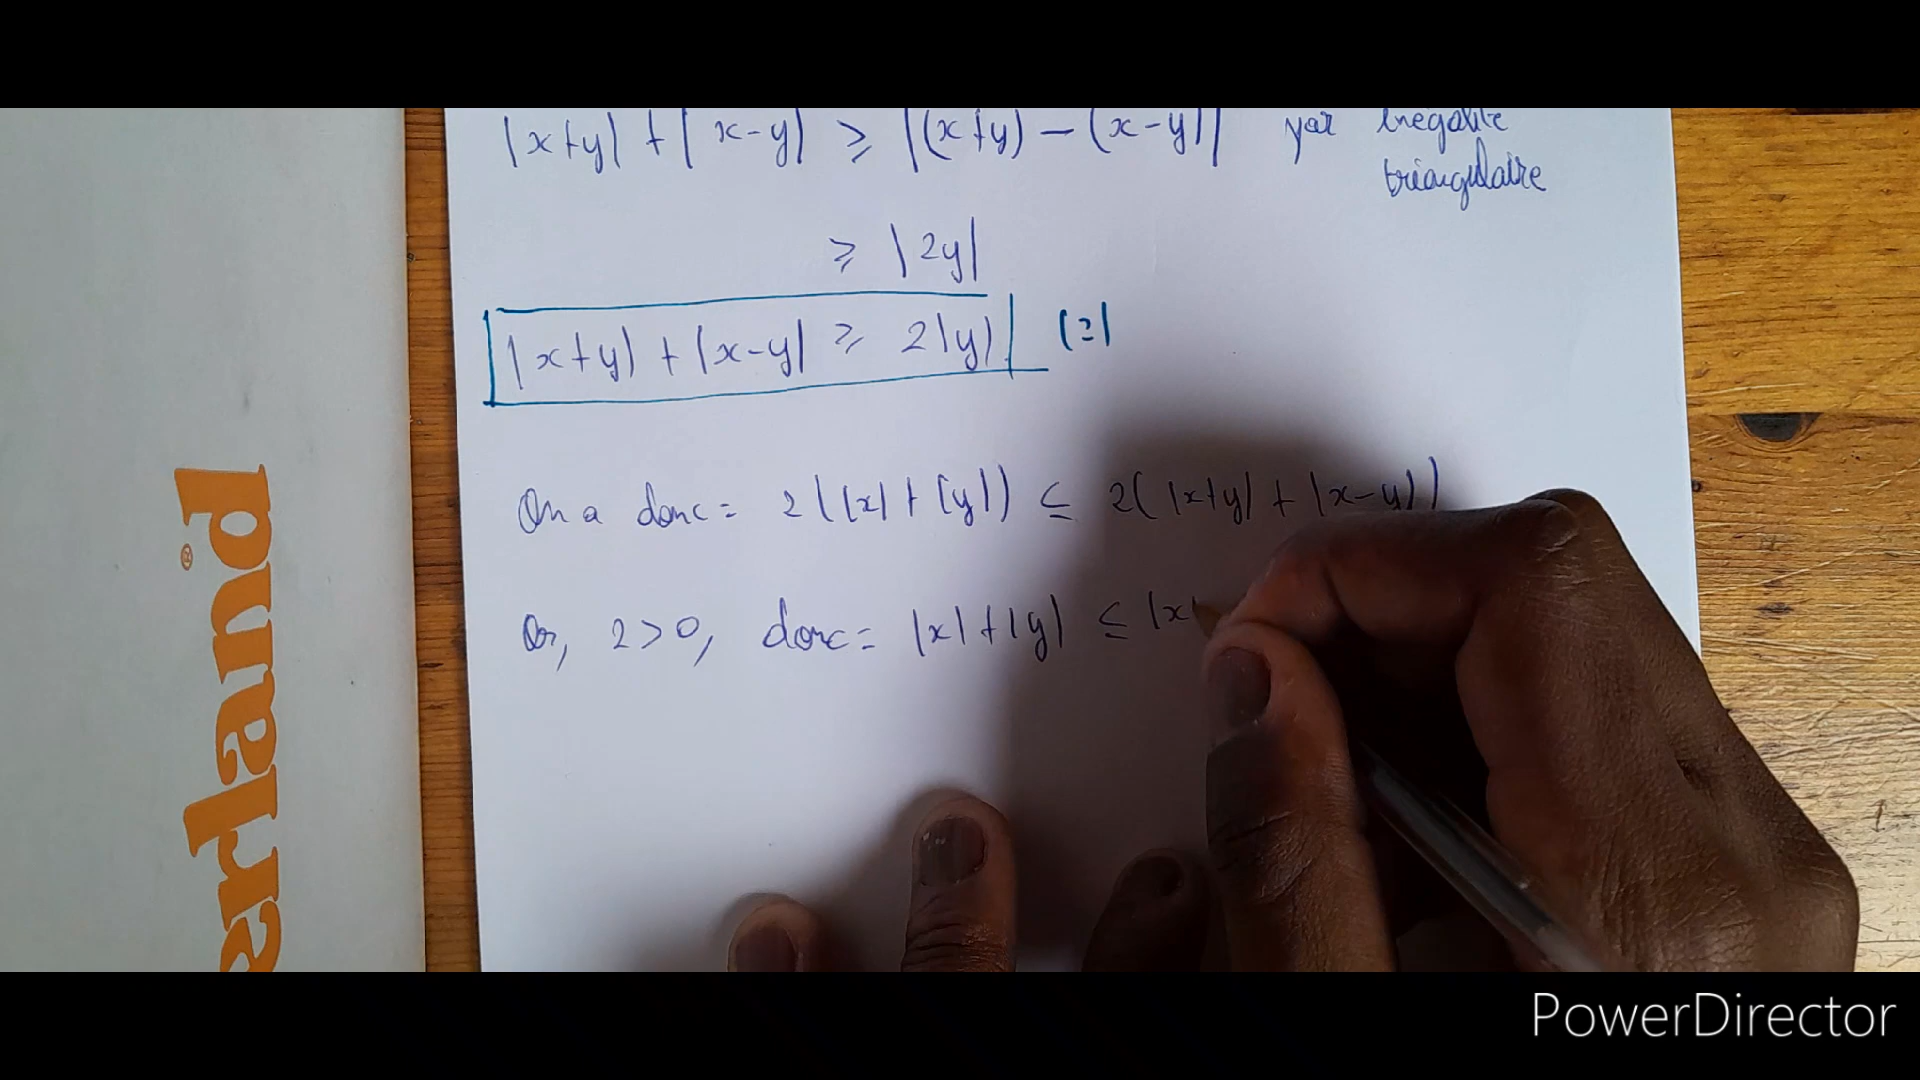 |x+y| + |x-y| ≥ |(x+y) - (x-y)| par Inégalité
triangulaire
≥ |2y|
|x+y| + |x-y| ≥ 2|y| (2)
On a donc = 2(|x| + |y|) ≤ 2(|x+y| + |x-y|)
Or, 2>0, donc = |x| + |y| ≤ |x
erland®
PowerDirector